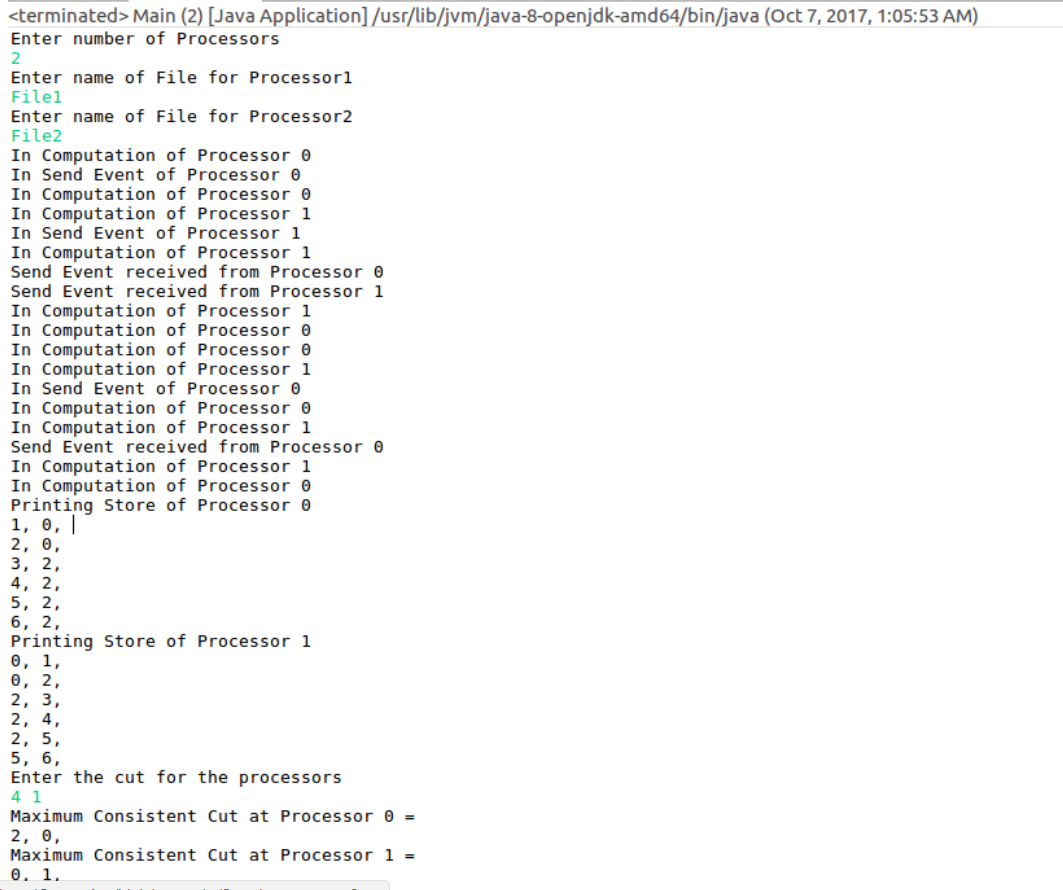 <terminated> Main (2) [Java Application] /usr/lib/jvm/java-8-openjdk-amd64/bin/java (Oct 7, 2017, 1:05:53 AM)
Enter number of Processors
2
Enter name of File for Processor1
File1
Enter name of File for Processor2
File2
In Computation of Processor 0
In Send Event of Processor 0
In Computation of Processor 0
In Computation of Processor 1
In Send Event of Processor 1
In Computation of Processor 1
Send Event received from Processor 0
Send Event received from Processor 1
In Computation of Processor 1
In Computation of Processor 0
In Computation of Processor 0
In Computation of Processor 1
In Send Event of Processor 0
In Computation of Processor 0
In Computation of Processor 1
Send Event received from Processor 0
In Computation of Processor 1
In Computation of Processor 0
Printing Store of Processor 0
1, 0,
2, 0,
3, 2,
4, 2,
5, 2,
6, 2,
Printing Store of Processor 1
0, 1,
0, 2,
2, 3,
2, 4,
2, 5,
5, 6,
Enter the cut for the processors
4 1
Maximum Consistent Cut at Processor 0 =
2, 0,
Maximum Consistent Cut at Processor 1 =
0, 1,